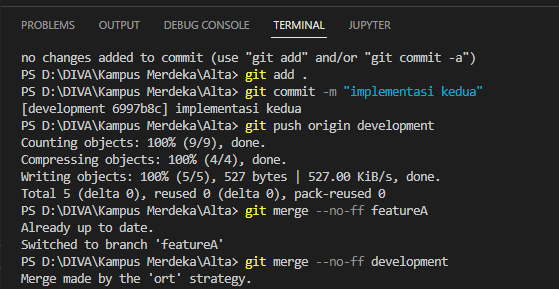 PROBLEMS OUTPUT DEBUG CONSOLE TERMINAL JUPYTER
no changes added to commit (use "git add" and/or "git commit -a")
PS D:\DIVA\Kampus Merdeka\Alta> git add .
PS D:\DIVA\Kampus Merdeka\Alta> git commit -m "implementasi kedua"
[development 6997b8c] implementasi kedua
PS D:\DIVA\Kampus Merdeka\Alta> git push origin development
Counting objects: 100% (9/9), done.
Compressing objects: 100% (4/4), done.
Writing objects: 100% (5/5), 527 bytes | 527.00 KiB/s, done.
Total 5 (delta 0), reused 0 (delta 0), pack-reused 0
PS D:\DIVA\Kampus Merdeka\Alta> git merge --no-ff featureA
Already up to date.
Switched to branch 'featureA'
PS D:\DIVA\Kampus Merdeka\Alta> git merge --no-ff development
Merge made by the 'ort' strategy.